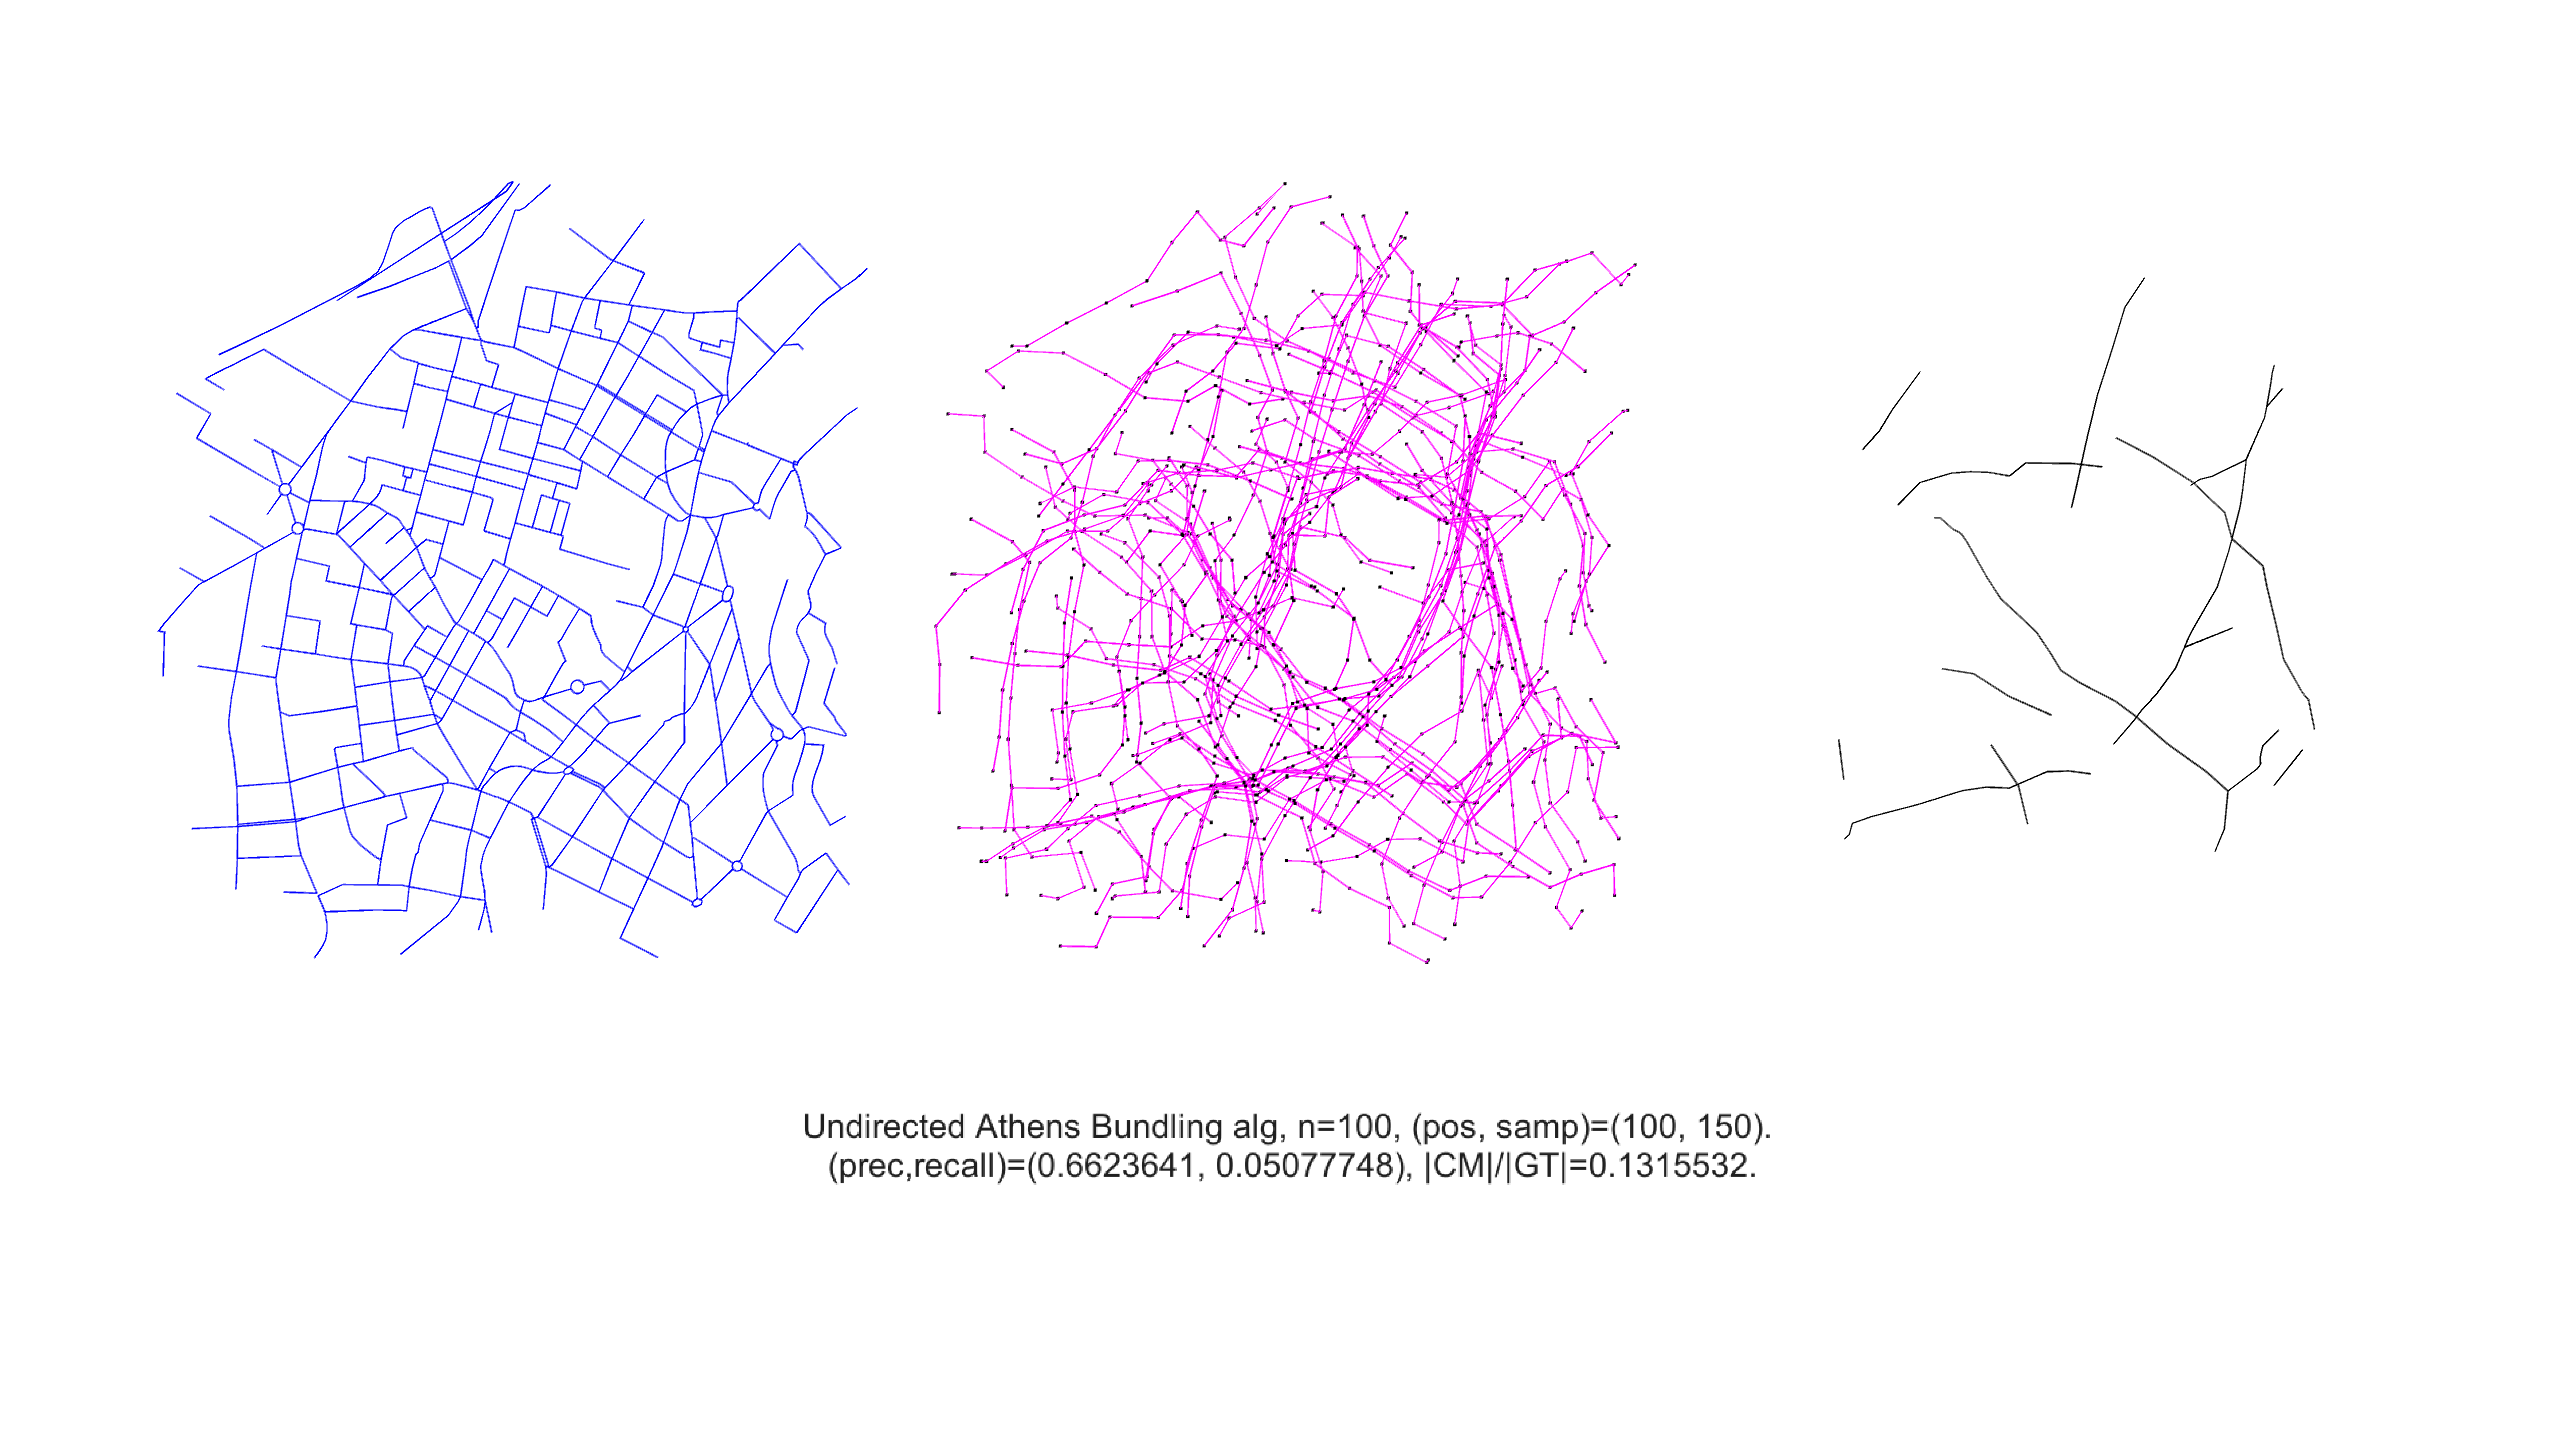 Undirected Athens Bundling alg, n=100, (pos, samp)=(100, 150).
(prec,recall)=(0.6623641, 0.05077748), |CM|/|GT|=0.1315532.